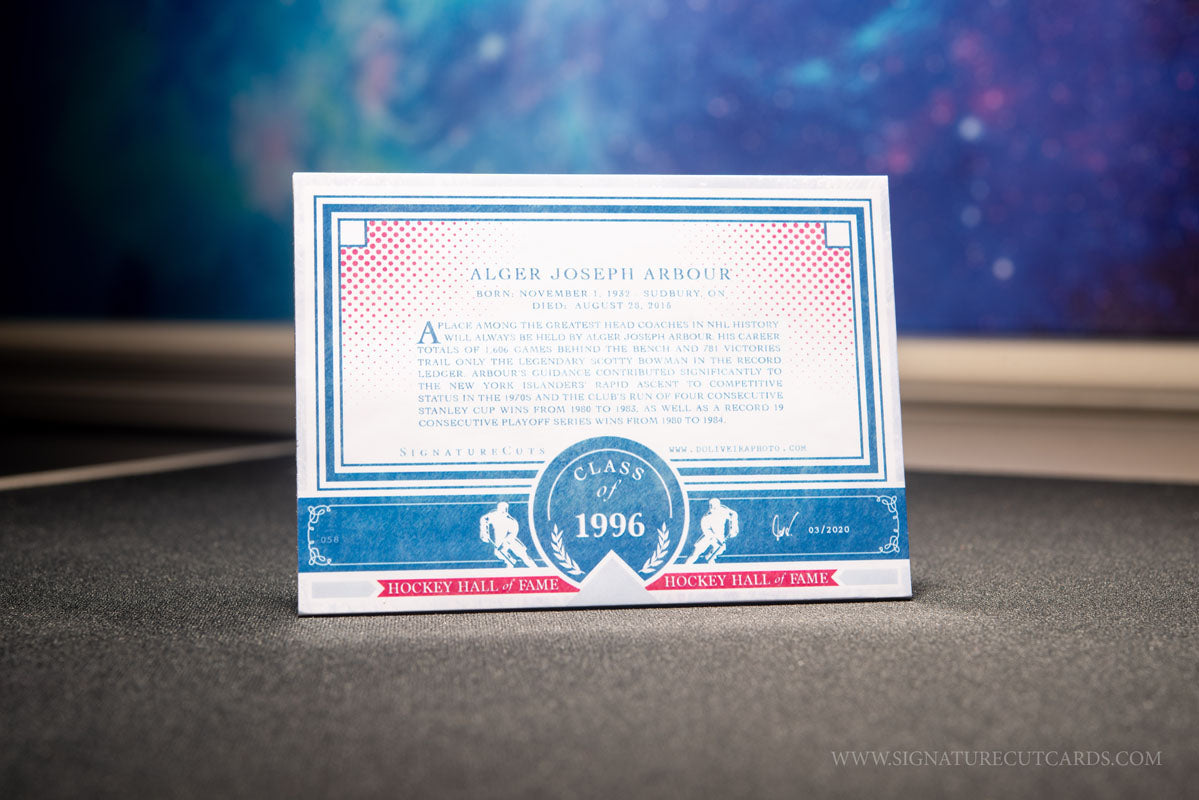 ALGER JOSEPH ARBOUR
BORN: NOVEMBER 1, 1932 - SUDBURY, ON
DIED: AUGUST 28, 2015
A PLACE AMONG THE GREATEST HEAD COACHES IN NHL HISTORY
WILL ALWAYS BE HELD BY ALGER JOSEPH ARBOUR. HIS CAREER
TOTALS OF 1,606 GAMES BEHIND THE BENCH AND 781 VICTORIES
TRAIL ONLY THE LEGENDARY SCOTTY BOWMAN IN THE RECORD
LEDGER. ARBOUR'S GUIDANCE CONTRIBUTED SIGNIFICANTLY TO
THE NEW YORK ISLANDERS' RAPID ASCENT TO COMPETITIVE
STATUS IN THE 1970S AND THE CLUB'S RUN OF FOUR CONSECUTIVE
STANLEY CUP WINS FROM 1980 TO 1983, AS WELL AS A RECORD 19
CONSECUTIVE PLAYOFF SERIES WINS FROM 1980 TO 1984.
SIGNATURECUTS WWW.DOLIVEIRAPHOTO.COM
CLASS
of
1996
058
03/2020
HOCKEY HALL of FAME HOCKEY HALL of FAME
WWW.SIGNATURECUTCARDS.COM